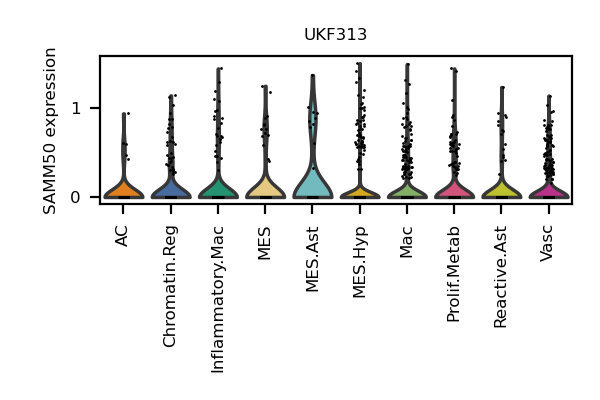 UKF313
SAMM50 expression
1
0
AC
Chromatin.Reg
Inflammatory.Mac
MES
MES.Ast
MES.Hyp
Mac
Prolif.Metab
Reactive.Ast
Vasc